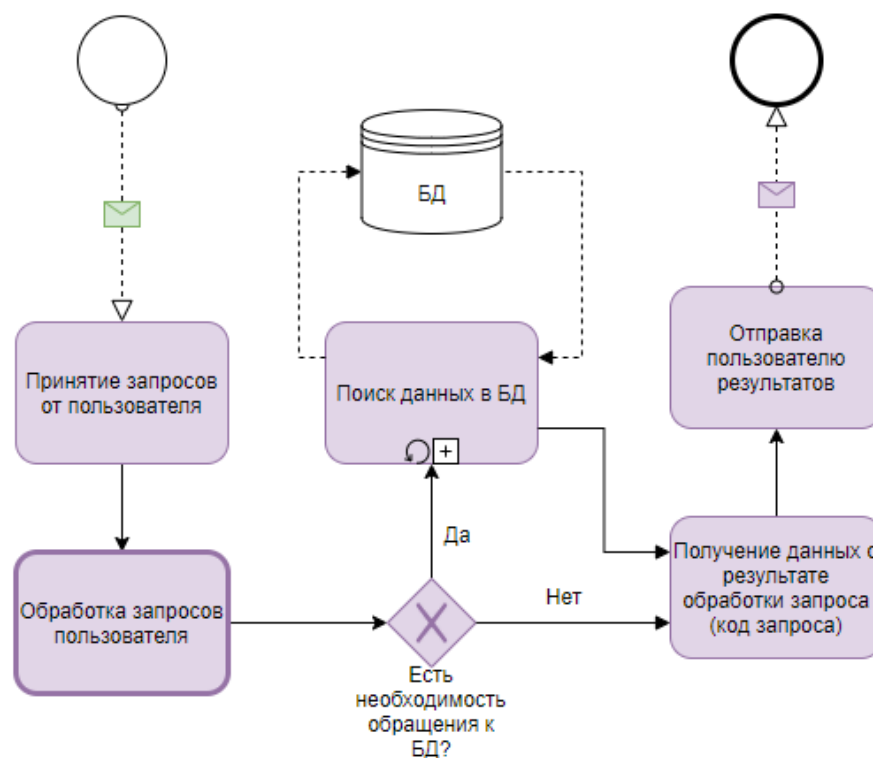 БД
Принятие запросов
от пользователя
Поиск данных в БД
Отправка
пользователю
результатов
Да
Обработка запросов
пользователя
Нет
Есть
необходимость
обращения к
БД?
Получение данных о
результате
обработки запроса
(код запроса)